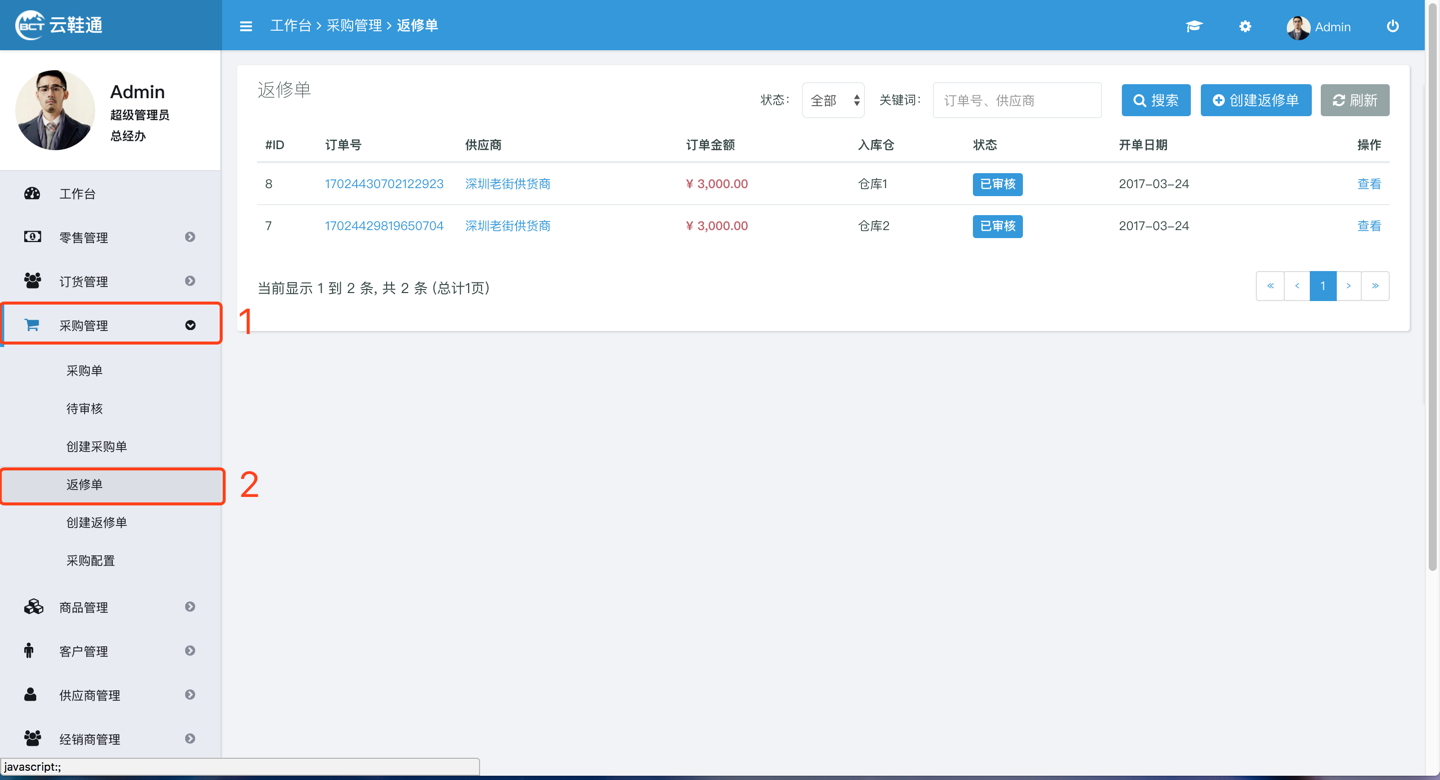 BCT 云鞋通
工作台 > 采购管理 > 返修单
Admin
Admin
超级管理员
总经办
工作台
零售管理
订货管理
采购管理
1
采购单
待审核
创建采购单
返修单
2
创建返修单
采购配置
商品管理
客户管理
供应商管理
经销商管理
javascript:;
返修单
状态: 全部 关键词: 订单号、供应商 搜索 创建返修单 刷新
#ID 订单号 供应商 订单金额 入库仓 状态 开单日期 操作
8 17024430702122923 深圳老街供货商 ¥ 3,000.00 仓库1 已审核 2017-03-24 查看
7 17024429819650704 深圳老街供货商 ¥ 3,000.00 仓库2 已审核 2017-03-24 查看
当前显示 1 到 2 条, 共 2 条 (总计1页)
« ‹ 1 › »